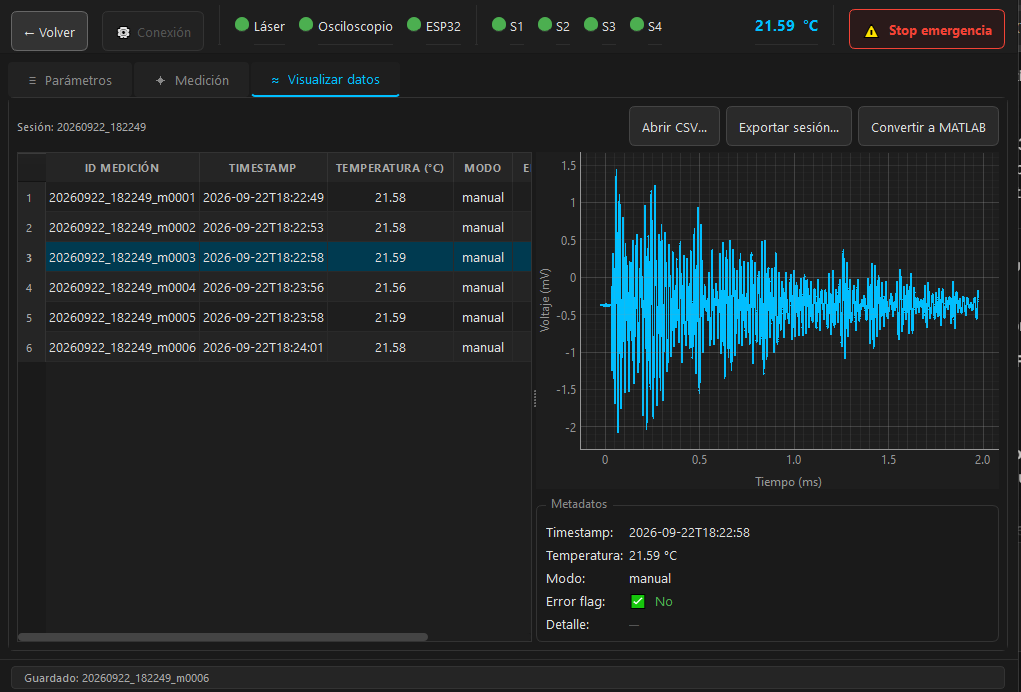 ← Volver
Conexión
Láser
Osciloscopio
ESP32
S1
S2
S3
S4
21.59 °C
Stop emergencia
Parámetros
Medición
Visualizar datos
Sesión: 20260922_182249
Abrir CSV...
Exportar sesión...
Convertir a MATLAB
ID MEDICIÓN TIMESTAMP TEMPERATURA (°C) MODO
1 20260922_182249_m0001 2026-09-22T18:22:49 21.58 manual
2 20260922_182249_m0002 2026-09-22T18:22:53 21.58 manual
3 20260922_182249_m0003 2026-09-22T18:22:58 21.59 manual
4 20260922_182249_m0004 2026-09-22T18:23:56 21.56 manual
5 20260922_182249_m0005 2026-09-22T18:23:58 21.59 manual
6 20260922_182249_m0006 2026-09-22T18:24:01 21.58 manual
1.5
1
0.5
0
-0.5
-1
-1.5
-2
Voltaje (mV)
0 0.5 1.0 1.5 2.0
Tiempo (ms)
Metadatos
Timestamp: 2026-09-22T18:22:58
Temperatura: 21.59 °C
Modo: manual
Error flag: ✅ No
Detalle: —
Guardado: 20260922_182249_m0006